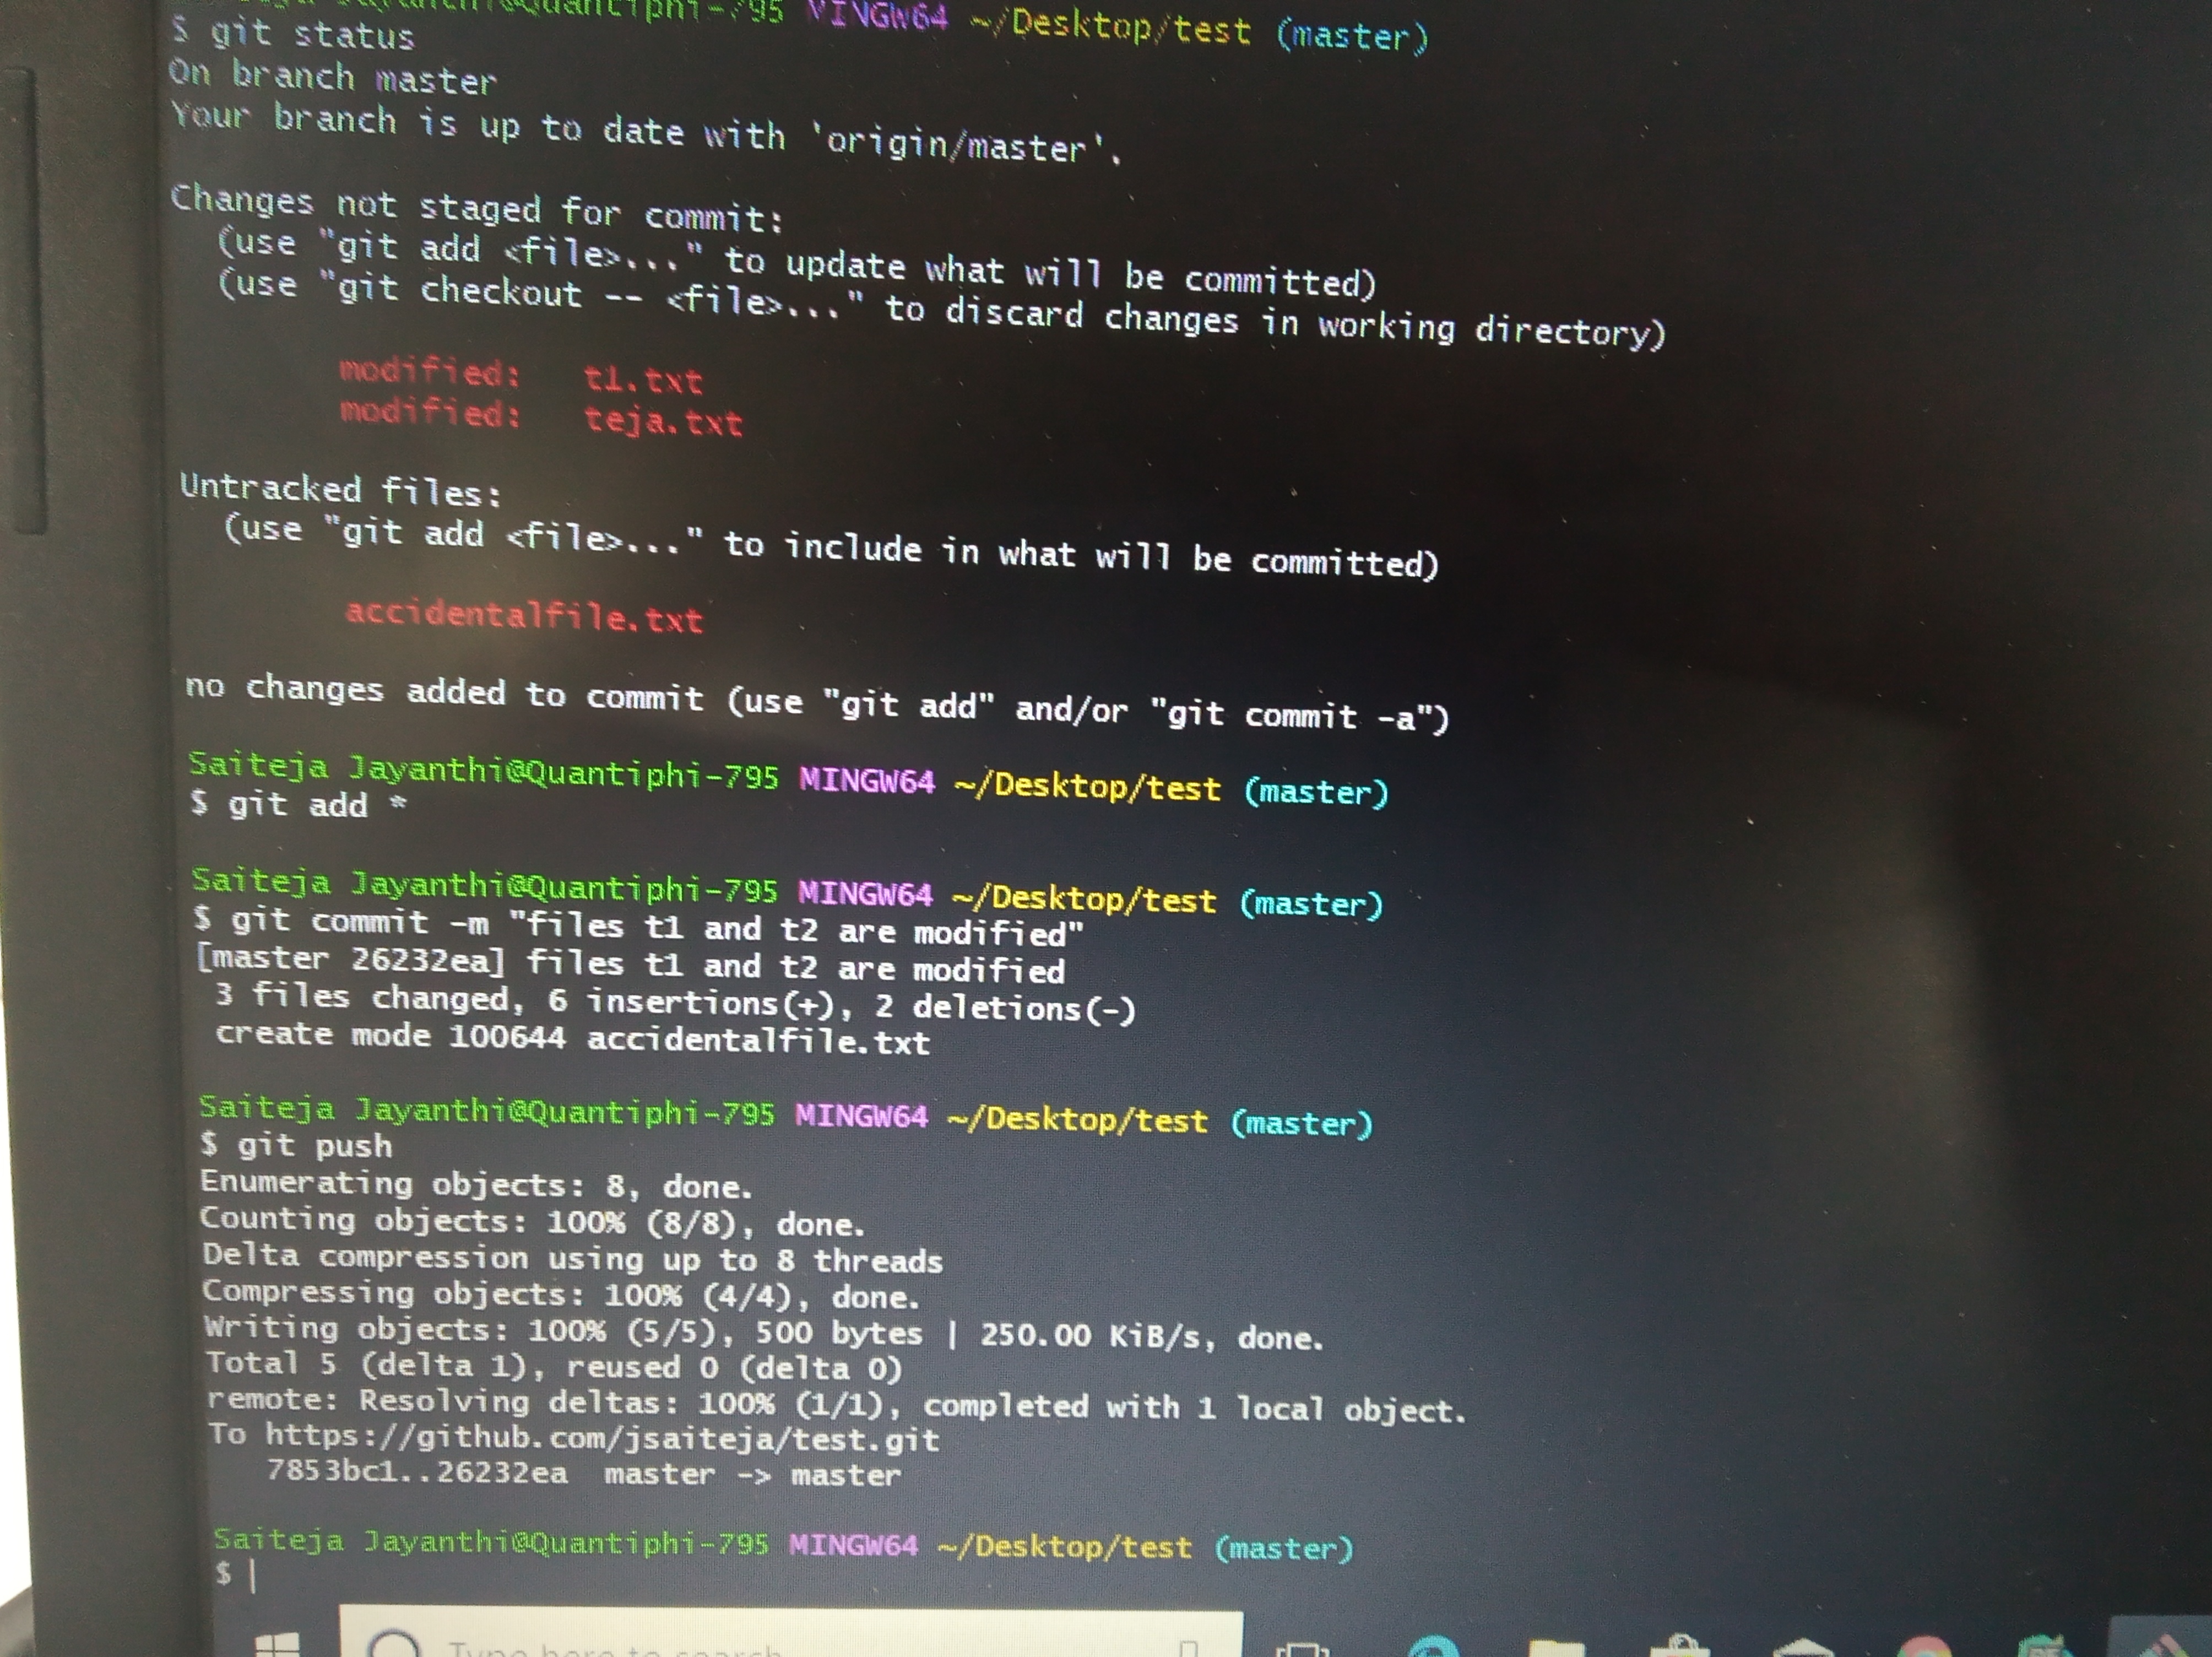 Jayanthi@Quantiphi-795 MINGW64 ~/Desktop/test (master)
$ git status
On branch master
Your branch is up to date with 'origin/master'.
Changes not staged for commit:
(use "git add <file>..." to update what will be committed)
(use "git checkout -- <file>..." to discard changes in working directory)
modified: t1.txt
modified: teja.txt
Untracked files:
(use "git add <file>..." to include in what will be committed)
accidentalfile.txt
no changes added to commit (use "git add" and/or "git commit -a")
Saiteja Jayanthi@Quantiphi-795 MINGW64 ~/Desktop/test (master)
$ git add *
Saiteja Jayanthi@Quantiphi-795 MINGW64 ~/Desktop/test (master)
$ git commit -m "files t1 and t2 are modified"
[master 26232ea] files t1 and t2 are modified
3 files changed, 6 insertions(+), 2 deletions(-)
create mode 100644 accidentalfile.txt
Saiteja Jayanthi@Quantiphi-795 MINGW64 ~/Desktop/test (master)
$ git push
Enumerating objects: 8, done.
Counting objects: 100% (8/8), done.
Delta compression using up to 8 threads
Compressing objects: 100% (4/4), done.
Writing objects: 100% (5/5), 500 bytes | 250.00 KiB/s, done.
Total 5 (delta 1), reused 0 (delta 0)
remote: Resolving deltas: 100% (1/1), completed with 1 local object.
To https://github.com/jsaiteja/test.git
7853bc1..26232ea master -> master
Saiteja Jayanthi@Quantiphi-795 MINGW64 ~/Desktop/test (master)
$
Type here to search